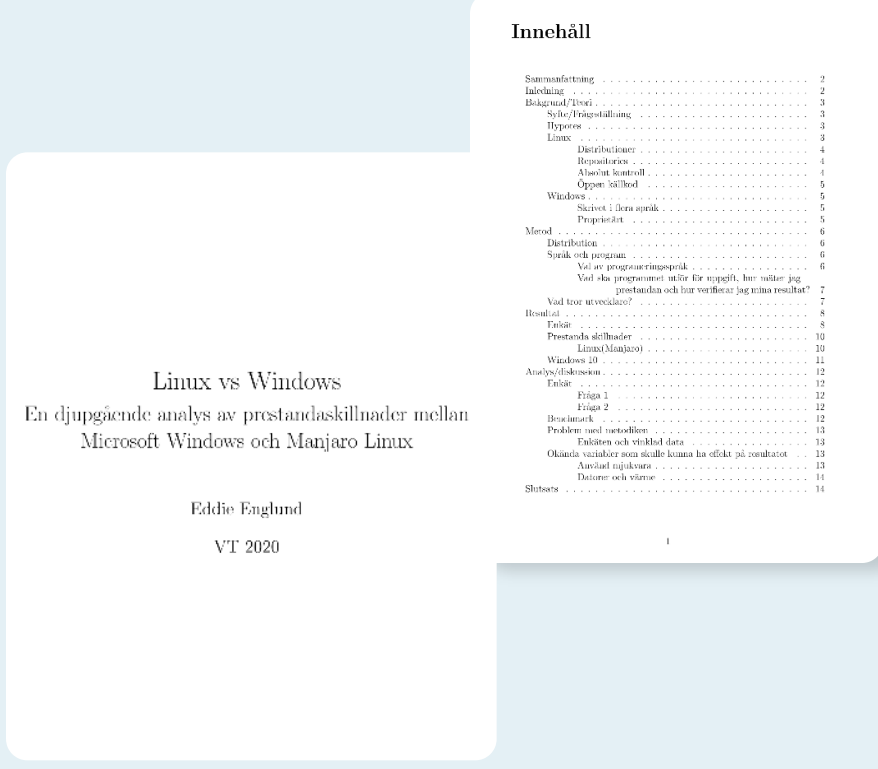 Innehåll
Sammanfattning 2
Inledning 2
Bakgrund/Teori 3
Syfte/Frågeställning 3
Hypotes 3
Linux 3
Distributioner 4
Repositories 4
Absolut kontroll 4
Öppen källkod 5
Windows 5
Skrivet i flera språk 5
Proprietärt 5
Metod 6
Distribution 6
Språk och program 6
Val av programeringsspråk 6
Vad ska programmet utför för uppgift, hur mäter jag
prestandan och hur verifierar jag mina resultat? 7
Vad tror utvecklare? 7
Resultat 8
Enkät 8
Prestanda skillnader 10
Linux(Manjaro) 10
Windows 10 11
Analys/diskussion 12
Enkät 12
Fråga 1 12
Fråga 2 12
Benchmark 12
Problem med metodiken 13
Enkäten och vinklad data 13
Okända variabler som skulle kunna ha effekt på resultatet 13
Använd mjukvara 13
Datorer och värme 14
Slutsats 14
1
Linux vs Windows
En djupgående analys av prestandaskillnader mellan
Microsoft Windows och Manjaro Linux
Eddie Englund
VT 2020